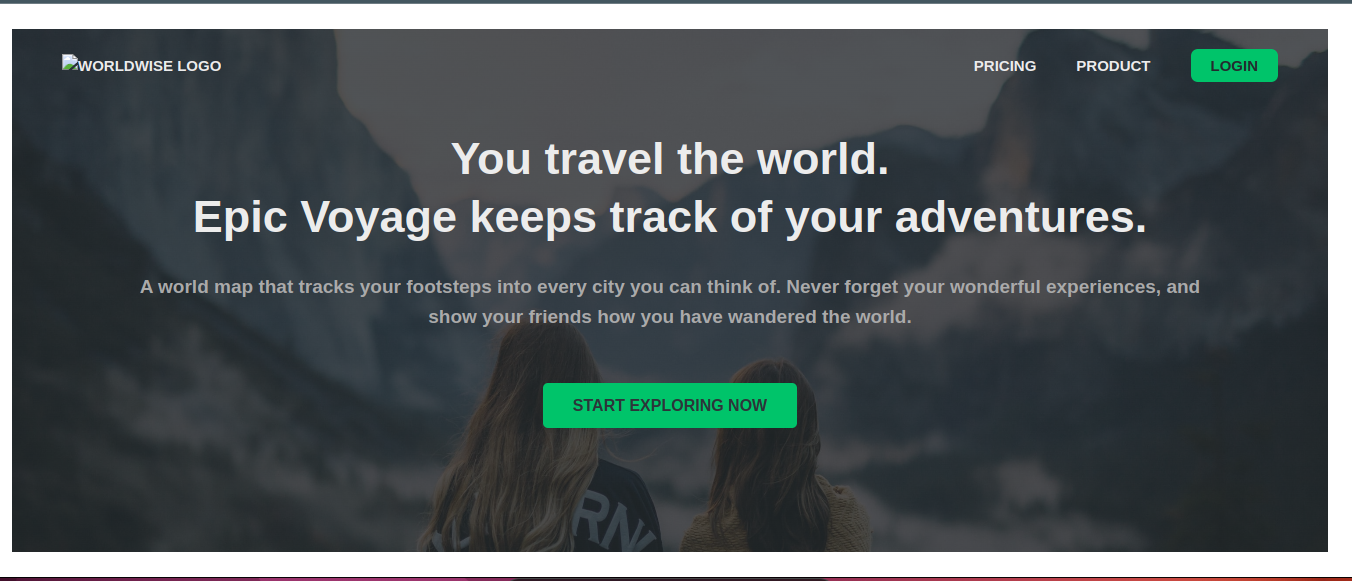 WORLDWISE LOGO
PRICING
PRODUCT
LOGIN
You travel the world.
Epic Voyage keeps track of your adventures.
A world map that tracks your footsteps into every city you can think of. Never forget your wonderful experiences, and
show your friends how you have wandered the world.
START EXPLORING NOW
RNI